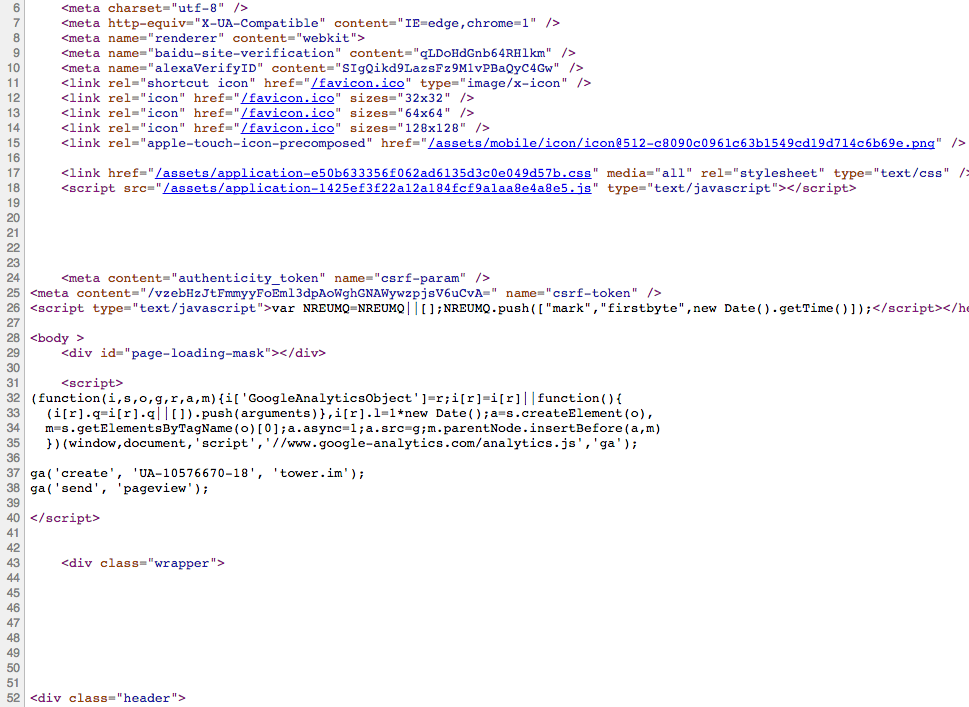 6 <meta charset="utf-8" />
7 <meta http-equiv="X-UA-Compatible" content="IE=edge,chrome=1" />
8 <meta name="renderer" content="webkit">
9 <meta name="baidu-site-verification" content="qLDoHdGnb64RHlkm" />
10 <meta name="alexaVerifyID" content="SIgQikd9LazsFz9M1vPBaQyC4Gw" />
11 <link rel="shortcut icon" href="/favicon.ico" type="image/x-icon" />
12 <link rel="icon" href="/favicon.ico" sizes="32x32" />
13 <link rel="icon" href="/favicon.ico" sizes="64x64" />
14 <link rel="icon" href="/favicon.ico" sizes="128x128" />
15 <link rel="apple-touch-icon-precomposed" href="/assets/mobile/icon/icon@512-c8090c0961c63b1549cd19d714c6b69e.png" />
16
17 <link href="/assets/application-e50b633356f062ad6135d3c0e049d57b.css" media="all" rel="stylesheet" type="text/css" />
18 <script src="/assets/application-1425ef3f22a12a184fcf9a1aa8e4a8e5.js" type="text/javascript"></script>
19
20
21
22
23
24 <meta content="authenticity_token" name="csrf-param" />
25 <meta content="/vzebHzJtFmmyyFoEml3dpAoWghGNAWywzpjsV6uCvA=" name="csrf-token" />
26 <script type="text/javascript">var NREUMQ=NREUMQ||[];NREUMQ.push(["mark","firstbyte",new Date().getTime()]);</script></he
27
28 <body >
29 <div id="page-loading-mask"></div>
30
31 <script>
32 (function(i,s,o,g,r,a,m){i['GoogleAnalyticsObject']=r;i[r]=i[r]||function(){
33 (i[r].q=i[r].q||[]).push(arguments)},i[r].l=1*new Date();a=s.createElement(o),
34 m=s.getElementsByTagName(o)[0];a.async=1;a.src=g;m.parentNode.insertBefore(a,m)
35 })(window,document,'script','//www.google-analytics.com/analytics.js','ga');
36
37 ga('create', 'UA-10576670-18', 'tower.im');
38 ga('send', 'pageview');
39
40 </script>
41
42
43 <div class="wrapper">
44
45
46
47
48
49
50
51
52 <div class="header">